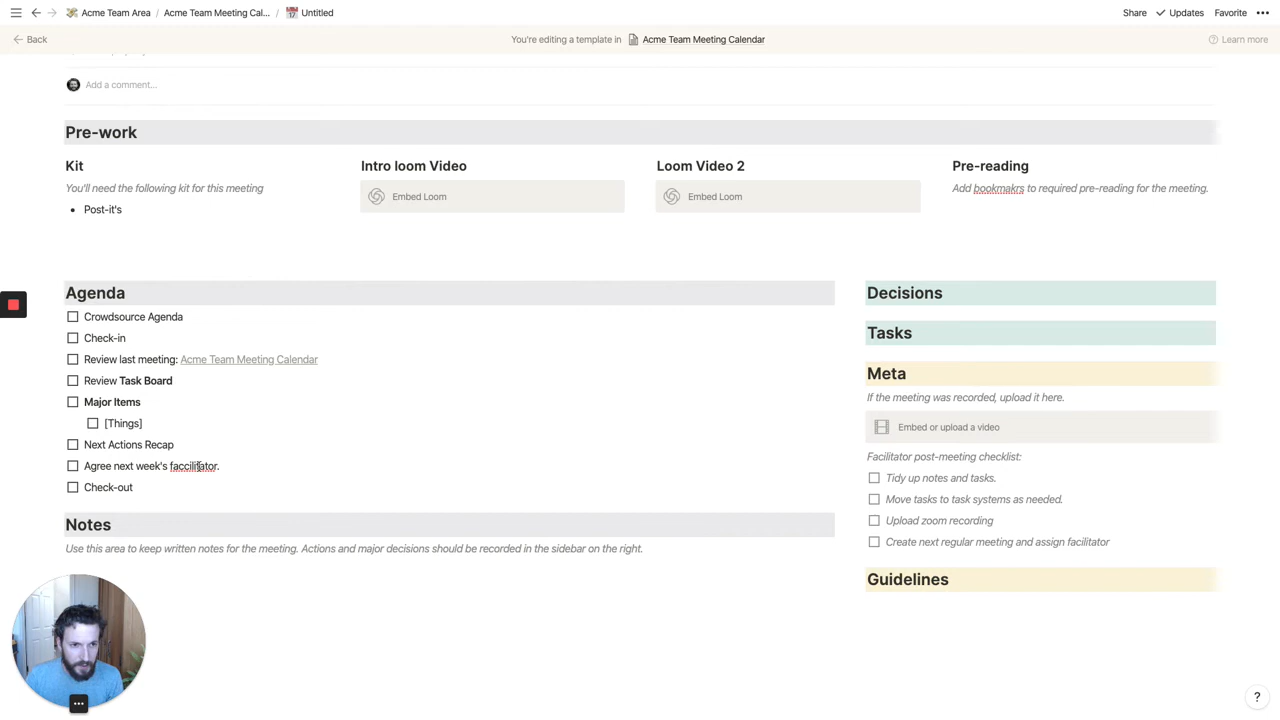 Acme Team Area / Acme Team Meeting Cal... / Untitled
Share Updates Favorite
Back
You're editing a template in Acme Team Meeting Calendar
Learn more
Add a comment...
Pre-work
Kit
You'll need the following kit for this meeting
• Post-it's
Intro loom Video
Embed Loom
Loom Video 2
Embed Loom
Pre-reading
Add bookmakrs to required pre-reading for the meeting.
Agenda
Crowdsource Agenda
Check-in
Review last meeting: Acme Team Meeting Calendar
Review Task Board
Major Items
[Things]
Next Actions Recap
Agree next week's faccilitator.
Check-out
Notes
Use this area to keep written notes for the meeting. Actions and major decisions should be recorded in the sidebar on the right.
Decisions
Tasks
Meta
If the meeting was recorded, upload it here.
Embed or upload a video
Facilitator post-meeting checklist:
Tidy up notes and tasks.
Move tasks to task systems as needed.
Upload zoom recording
Create next regular meeting and assign facilitator
Guidelines
?